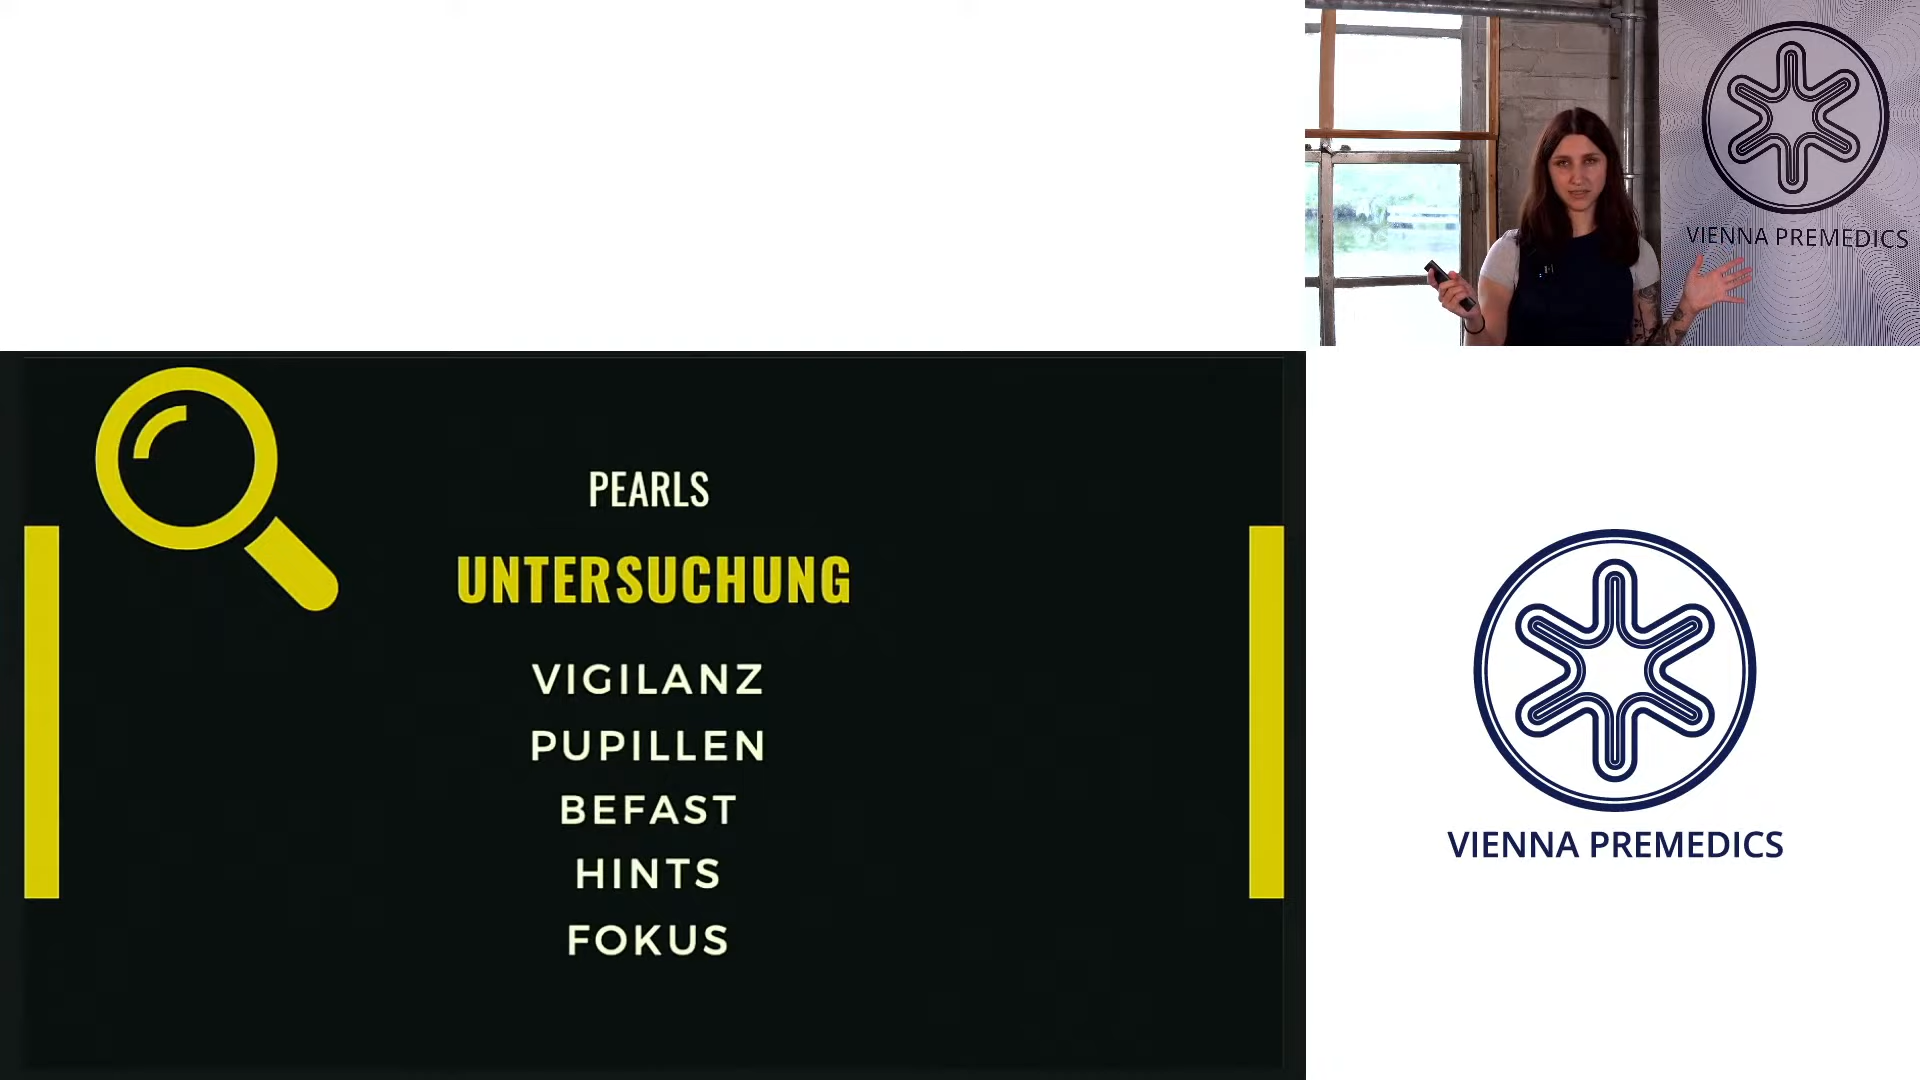 VIENNA PREMEDICS
PEARLS
UNTERSUCHUNG
VIGILANZ
PUPILLEN
BEFAST
HINTS
FOKUS
VIENNA PREMEDICS